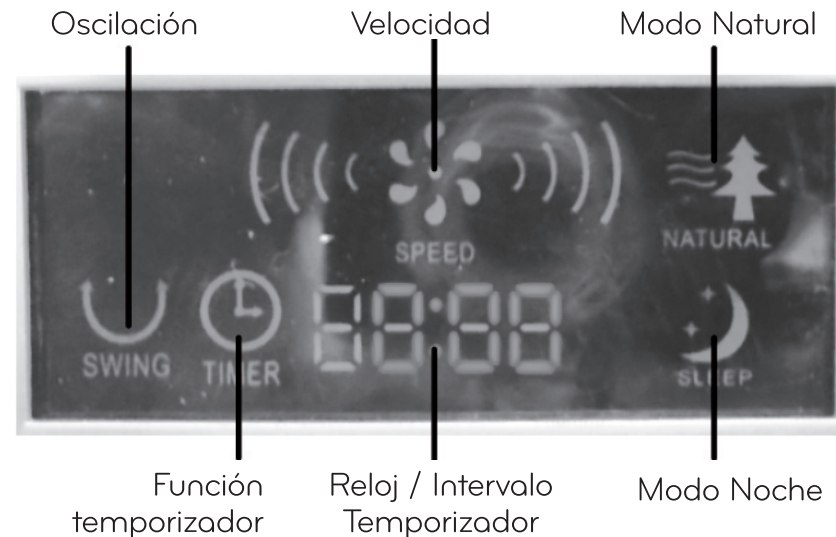 Oscilación
Velocidad
Modo Natural
SPEED
NATURAL
88:88
SWING
TIMER
SLEEP
Función
temporizador
Reloj / Intervalo
Temporizador
Modo Noche